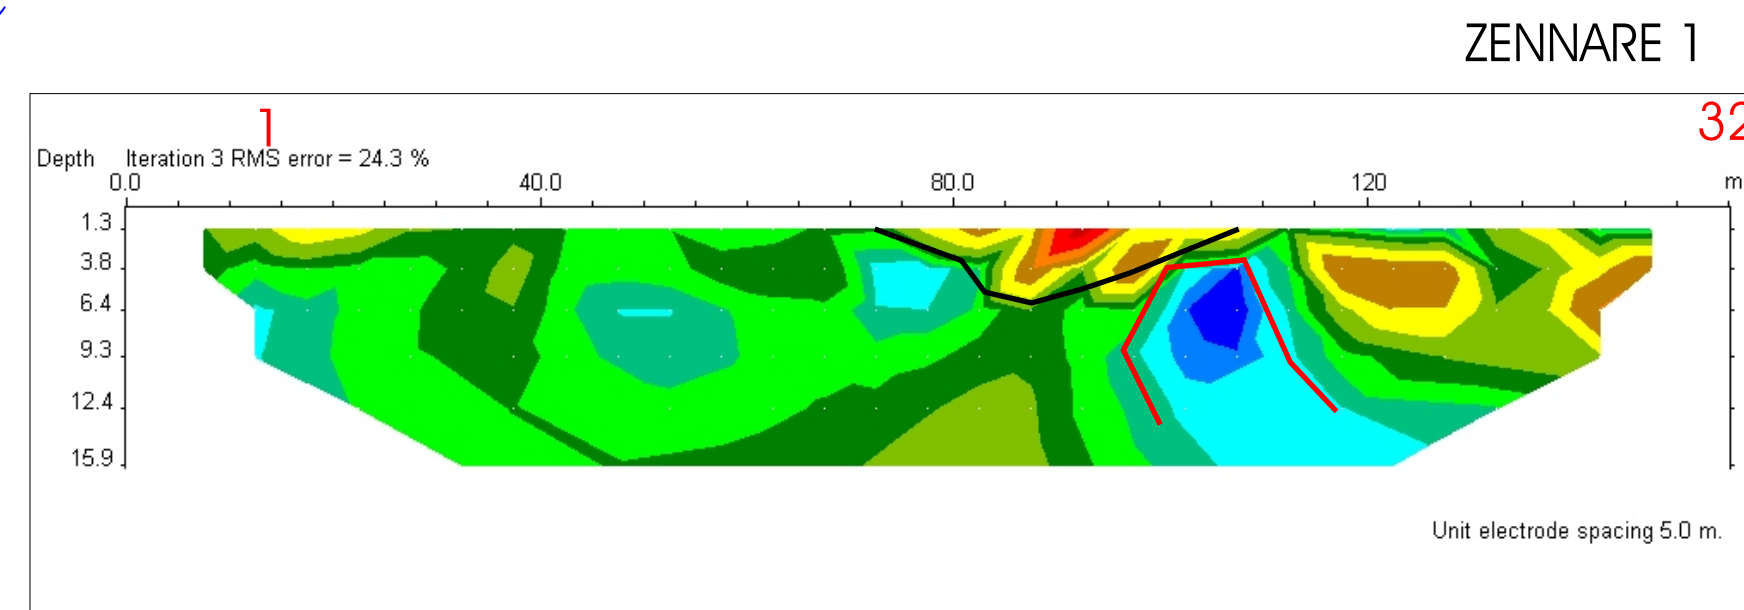 ZENNARE 1
1
32
Depth Iteration 3 RMS error = 24.3 %
0.0 40.0 80.0 120 m
1.3
3.8
6.4
9.3
12.4
15.9
Unit electrode spacing 5.0 m.